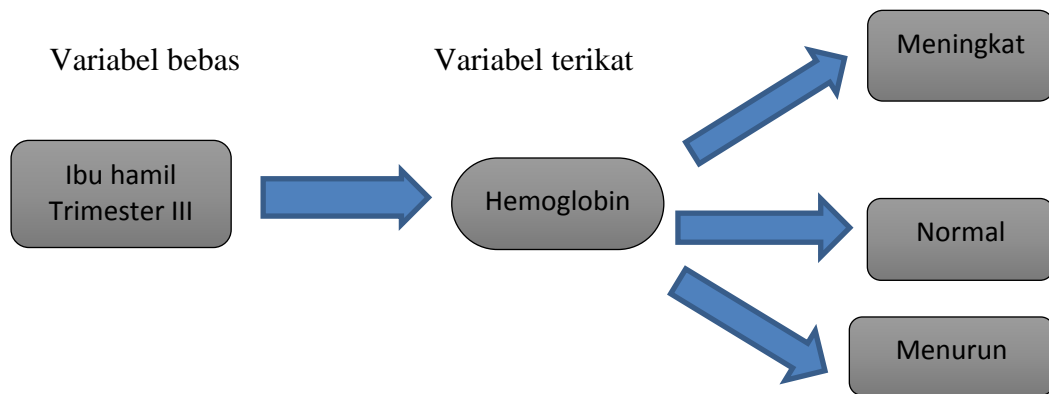 Variabel bebas
Variabel terikat
Meningkat
Ibu hamil
Trimester III
Hemoglobin
Normal
Menurun